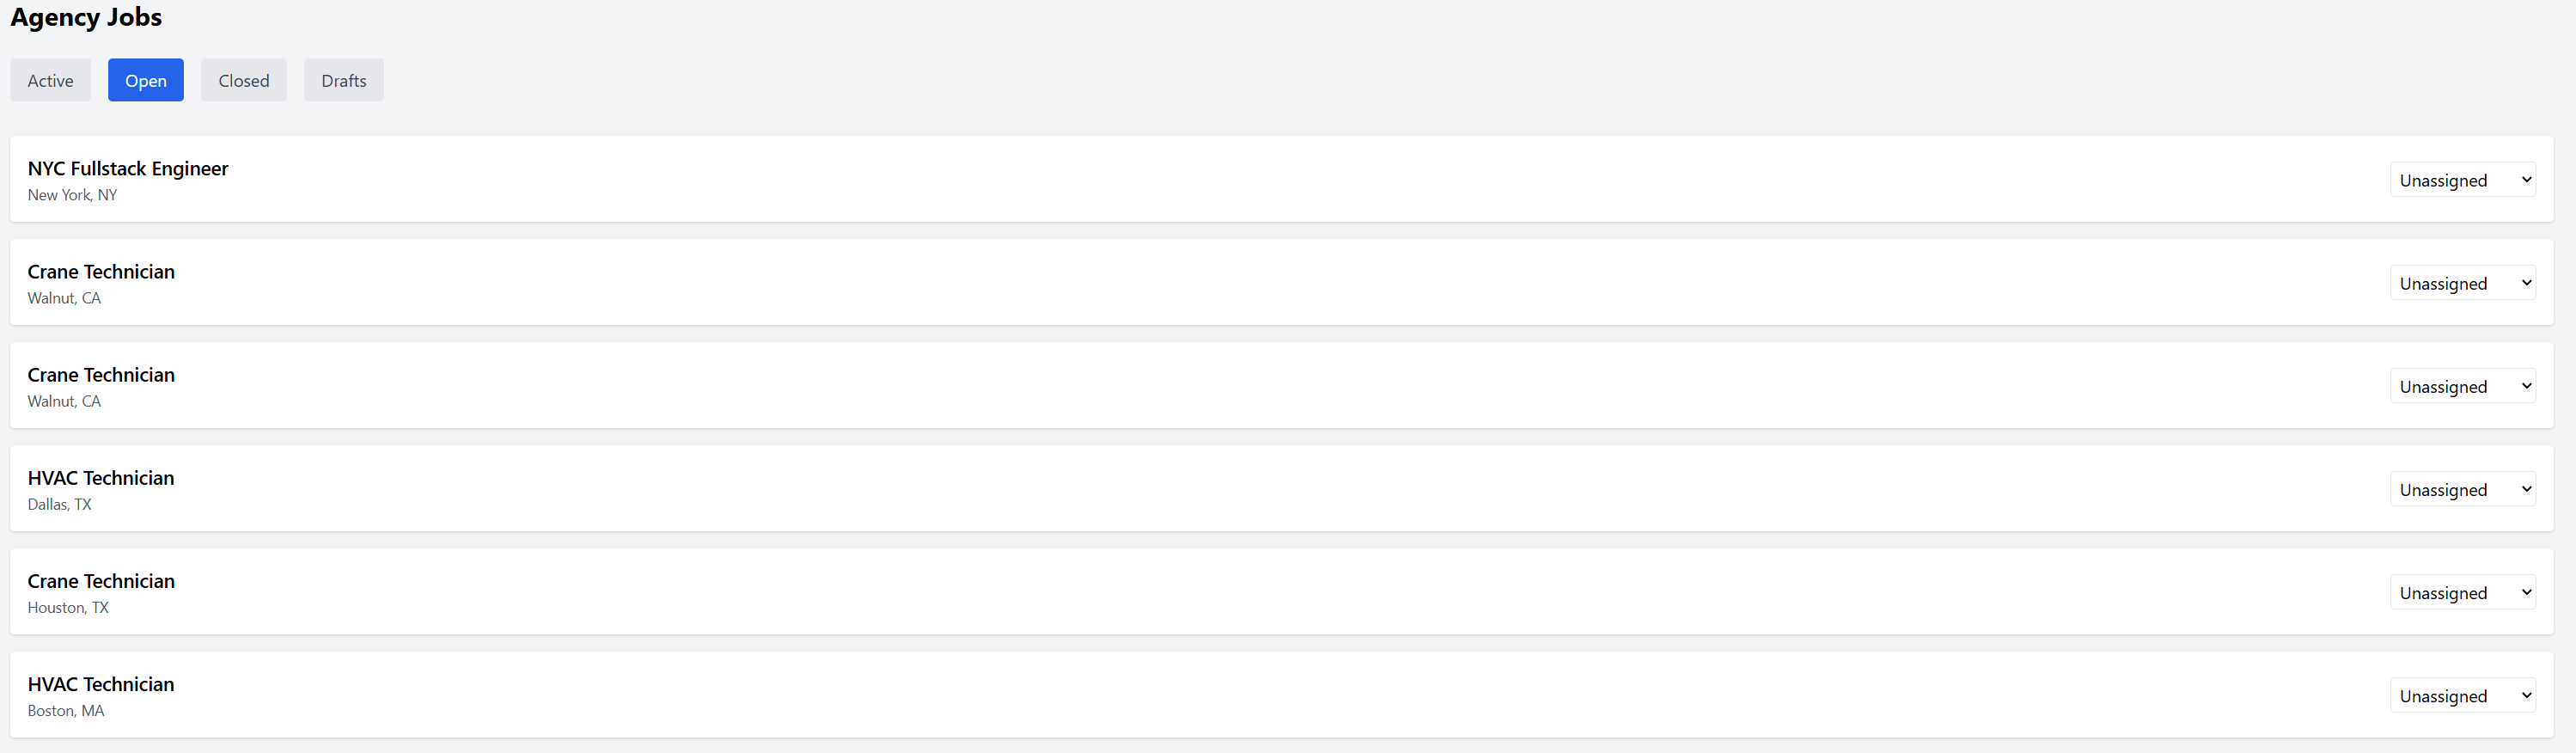 Agency Jobs
Active Open Closed Drafts
NYC Fullstack Engineer
New York, NY
Unassigned
Crane Technician
Walnut, CA
Unassigned
Crane Technician
Walnut, CA
Unassigned
HVAC Technician
Dallas, TX
Unassigned
Crane Technician
Houston, TX
Unassigned
HVAC Technician
Boston, MA
Unassigned